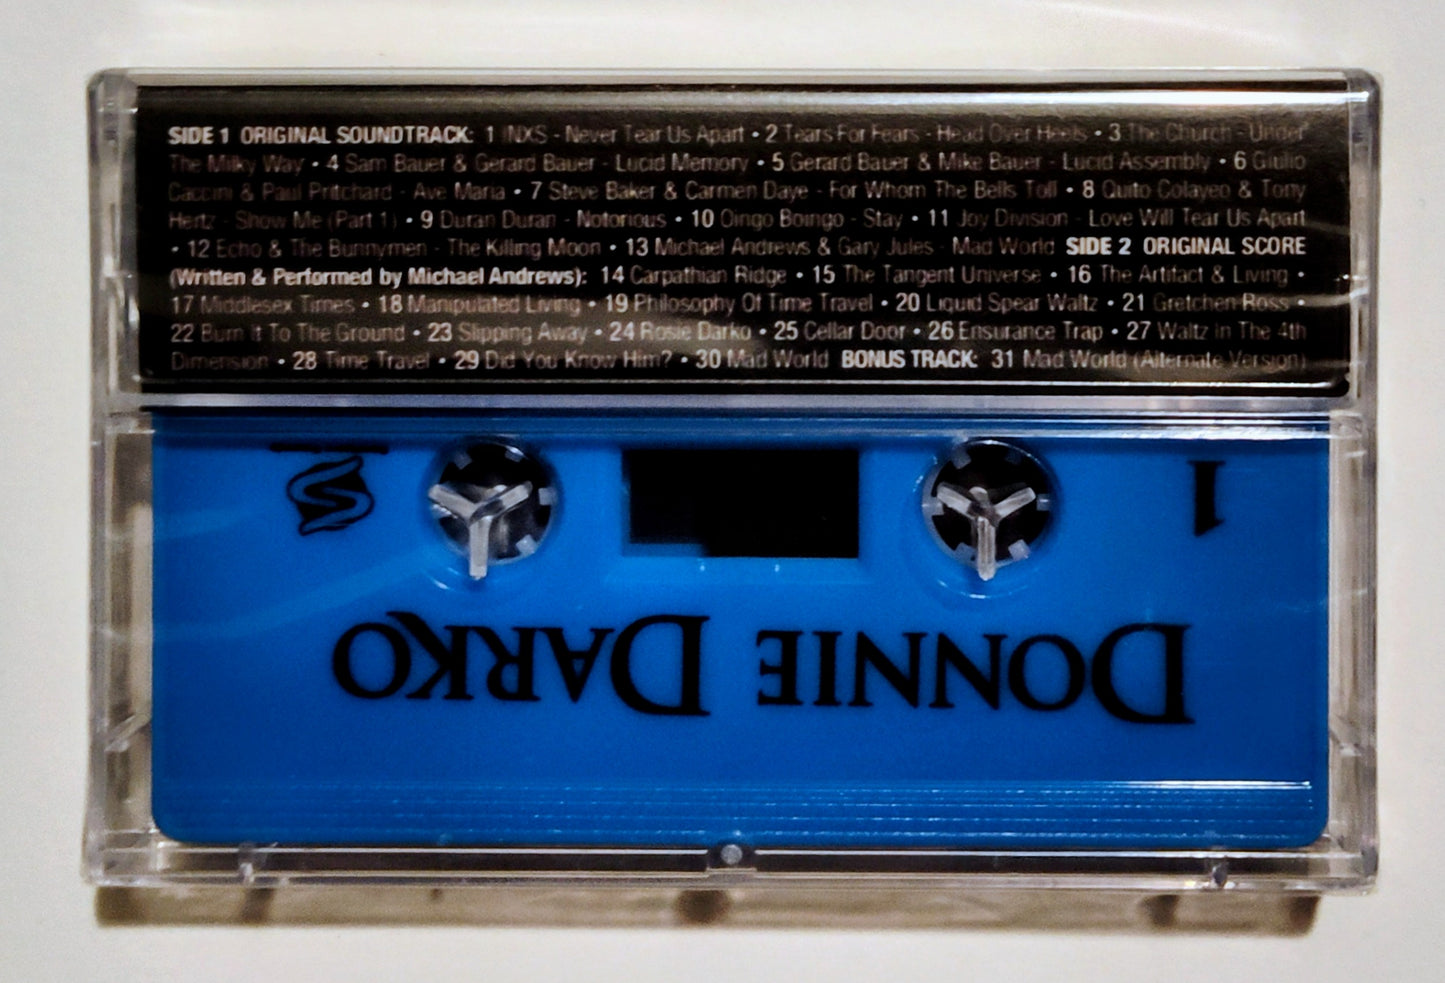 SIDE 1 ORIGINAL SOUNDTRACK: 1 INXS - Never Tear Us Apart • 2 Tears For Fears - Head Over Heels • 3 The Church - Under
The Milky Way • 4 Sam Bauer & Gerard Bauer - Lucid Memory • 5 Gerard Bauer & Mike Bauer - Lucid Assembly • 6 Giulio
Caccini & Paul Pritchard - Ave Maria • 7 Steve Baker & Carmen Daye - For Whom The Bells Toll • 8 Quito Colayco & Tony
Hertz - Show Me (Part 1) • 9 Duran Duran - Notorious • 10 Oingo Boingo - Stay • 11 Joy Division - Love Will Tear Us Apart
• 12 Echo & The Bunnymen - The Killing Moon • 13 Michael Andrews & Gary Jules - Mad World SIDE 2 ORIGINAL SCORE
(Written & Performed by Michael Andrews): 14 Carpathian Ridge • 15 The Tangent Universe • 16 The Artifact & Living •
17 Middlesex Times • 18 Manipulated Living • 19 Philosophy Of Time Travel • 20 Liquid Spear Waltz • 21 Gretchen Ross •
22 Burn It To The Ground • 23 Slipping Away • 24 Rosie Darko • 25 Cellar Door • 26 Ensurance Trap • 27 Waltz In The 4th
Dimension • 28 Time Travel • 29 Did You Know Him? • 30 Mad World BONUS TRACK: 31 Mad World (Alternate Version)
1
DONNIE DARKO